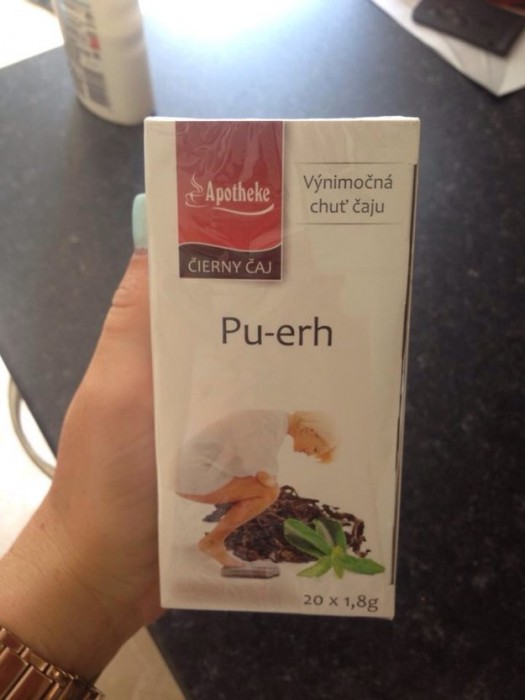 Apotheke
ČIERNY ČAJ
Výnimočná
chuť čaju
Pu-erh
20 x 1,8g